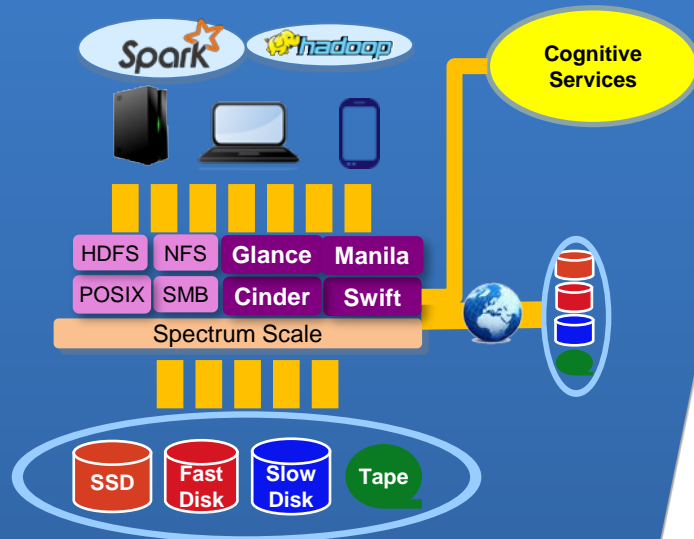 Spark
hadoop
Cognitive
Services
HDFS NFS Glance Manila
POSIX SMB Cinder Swift
Spectrum Scale
SSD
Fast
Disk
Slow
Disk
Tape